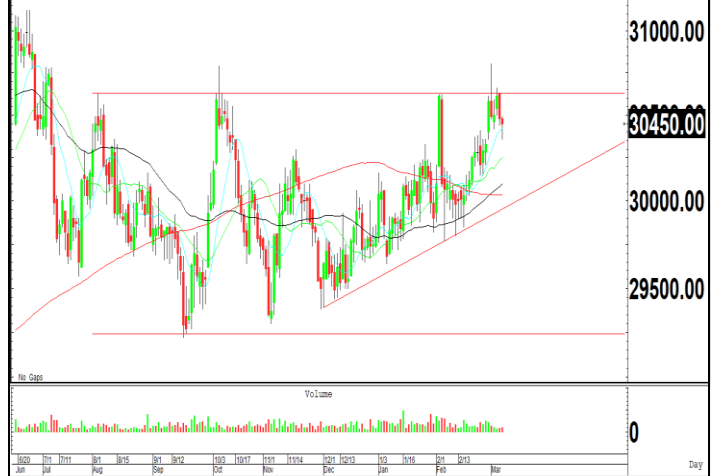 31000.00
30450.00
30000.00
29500.00
No Gaps
Volume
0
6/20 7/1 7/11 8/1 8/15 9/1 9/12 10/3 10/17 11/1 11/14 12/1 12/13 1/3 1/16 2/1 2/13
Jun Jul Aug Sep Oct Nov Dec Jan Feb Mar
Day